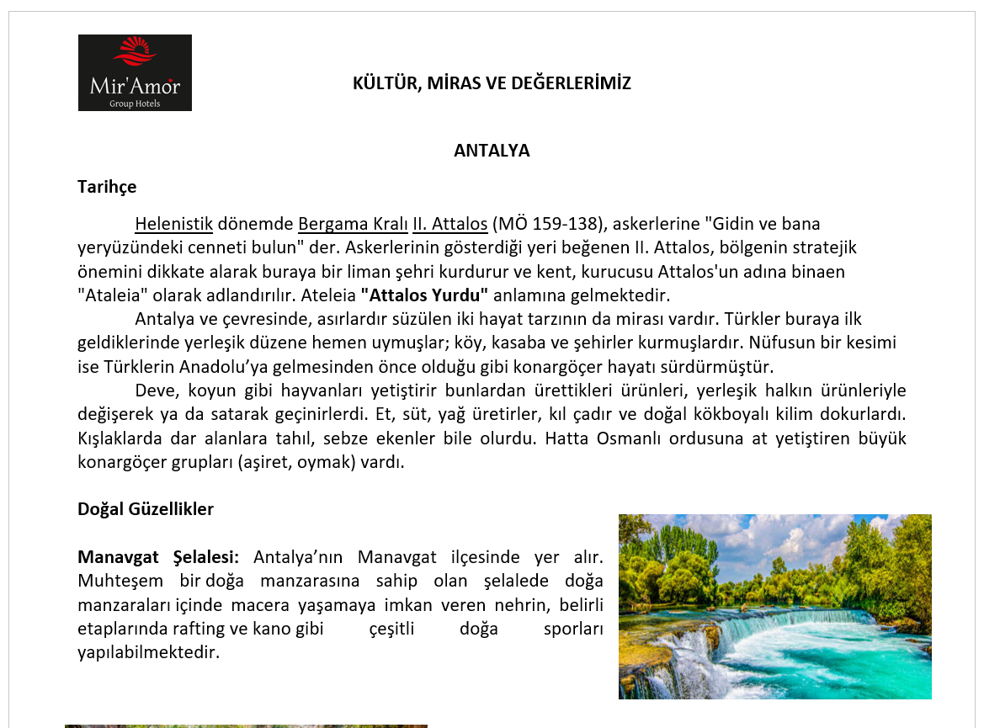 Mir'Amor
Group Hotels
KÜLTÜR, MİRAS VE DEĞERLERİMİZ
ANTALYA
Tarihçe
Helenistik dönemde Bergama Kralı II. Attalos (MÖ 159-138), askerlerine "Gidin ve bana
yeryüzündeki cenneti bulun" der. Askerlerinin gösterdiği yeri beğenen II. Attalos, bölgenin stratejik
önemini dikkate alarak buraya bir liman şehri kurdurur ve kent, kurucusu Attalos'un adına binaen
"Ataleia" olarak adlandırılır. Ateleia "Attalos Yurdu" anlamına gelmektedir.
Antalya ve çevresinde, asırlardır süzülen iki hayat tarzının da mirası vardır. Türkler buraya ilk
geldiklerinde yerleşik düzene hemen uymuşlar; köy, kasaba ve şehirler kurmuşlardır. Nüfusun bir kesimi
ise Türklerin Anadolu’ya gelmesinden önce olduğu gibi konargöçer hayatı sürdürmüştür.
Deve, koyun gibi hayvanları yetiştirir bunlardan ürettikleri ürünleri, yerleşik halkın ürünleriyle
değişerek ya da satarak geçinirlerdi. Et, süt, yağ üretirler, kıl çadır ve doğal kökboyalı kilim dokurlardı.
Kışlaklarda dar alanlara tahıl, sebze ekenler bile olurdu. Hatta Osmanlı ordusuna at yetiştiren büyük
konargöçer grupları (aşiret, oymak) vardı.
Doğal Güzellikler
Manavgat Şelalesi: Antalya’nın Manavgat ilçesinde yer alır.
Muhteşem bir doğa manzarasına sahip olan şelalede doğa
manzaraları içinde macera yaşamaya imkan veren nehrin, belirli
etaplarında rafting ve kano gibi çeşitli doğa sporları
yapılabilmektedir.